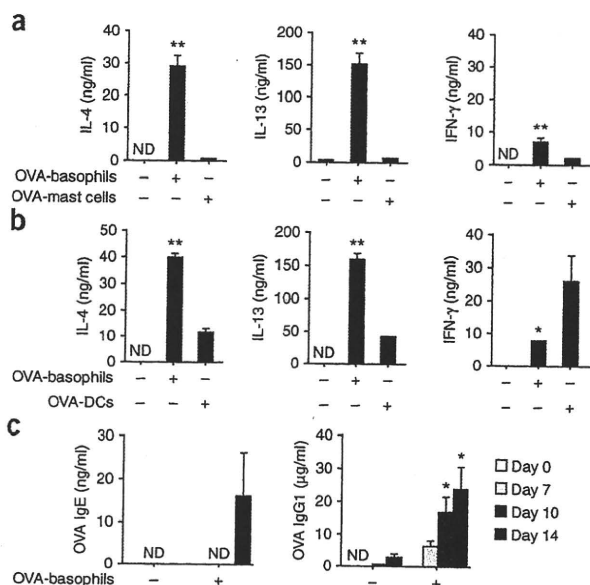 a
IL-4 (ng/ml)
40
30
20
10
0
ND
**
IL-13 (ng/ml)
200
150
100
50
0
**
IFN-γ (ng/ml)
40
30
20
10
0
ND
**
OVA-basophils – + – – + – – + –
OVA-mast cells – – + – – + – – +
b
IL-4 (ng/ml)
50
40
30
20
10
0
ND
**
IL-13 (ng/ml)
200
150
100
50
0
ND
**
IFN-γ (ng/ml)
40
30
20
10
0
*
OVA-basophils – + – – + – – + –
OVA-DCs – – + – – + – – +
c
OVA IgE (ng/ml)
30
20
10
0
ND
ND
OVA IgG1 (μg/ml)
40
30
20
10
0
ND
*
*
Day 0
Day 7
Day 10
Day 14
OVA-basophils – + – +